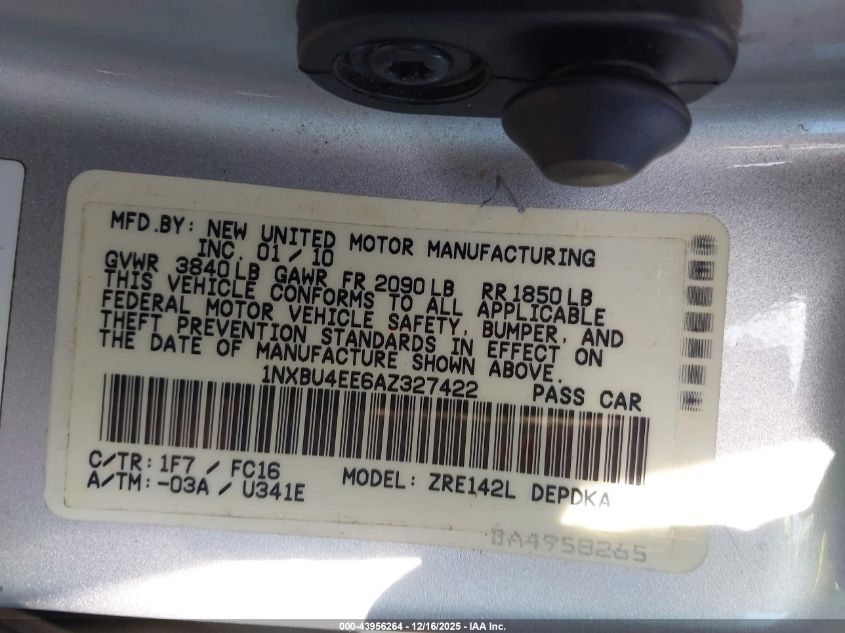 MFD.BY: NEW UNITED MOTOR MANUFACTURING
INC. 01/10
GVWR 3840LB GAWR FR 2090LB RR1850LB
THIS VEHICLE CONFORMS TO ALL APPLICABLE
FEDERAL MOTOR VEHICLE SAFETY, BUMPER, AND
THEFT PREVENTION STANDARDS IN EFFECT ON
THE DATE OF MANUFACTURE SHOWN ABOVE.
1NXBU4EE6AZ327422 PASS CAR
C/TR: 1F7 / FC16 MODEL: ZRE142L DEPDKA
A/TM: -03A / U341E
BA4958265
000-43956264 - 12/16/2025 - IAA Inc.